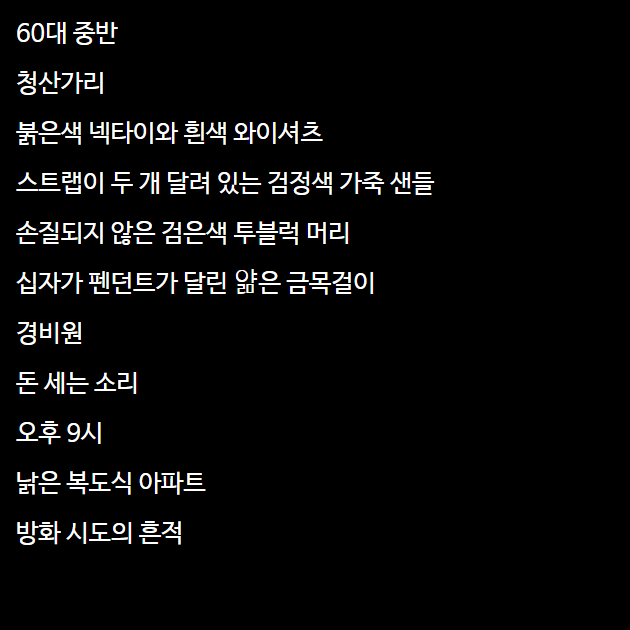 60대 중반
청산가리
붉은색 넥타이와 흰색 와이셔츠
스트랩이 두 개 달려 있는 검정색 가죽 샌들
손질되지 않은 검은색 투블럭 머리
십자가 펜던트가 달린 얆은 금목걸이
경비원
돈 세는 소리
오후 9시
낡은 복도식 아파트
방화 시도의 흔적